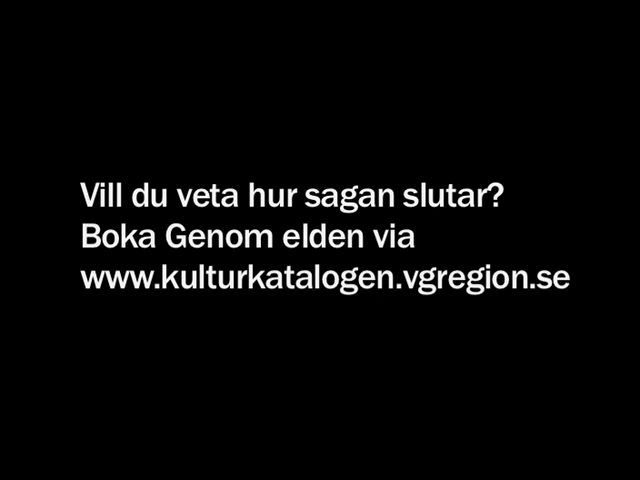 Vill du veta hur sagan slutar?
Boka Genom elden via
www.kulturkatalogen.vgregion.se